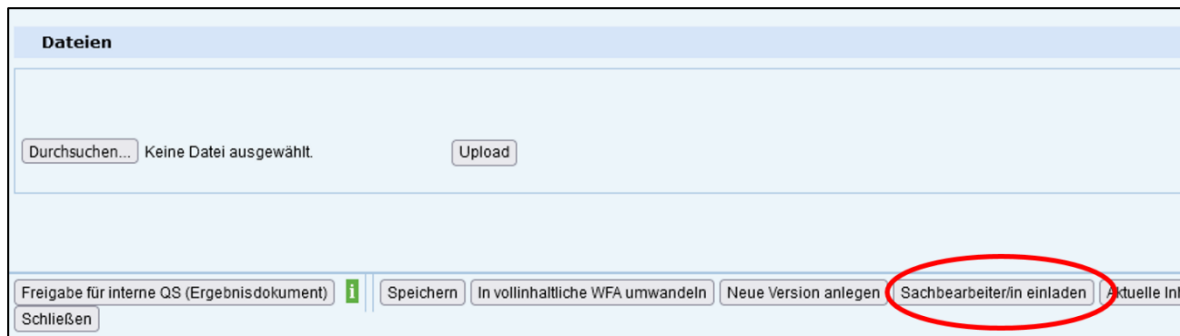 Dateien
Durchsuchen... Keine Datei ausgewählt. Upload
Freigabe für interne QS (Ergebnisdokument) i Speichern In vollinhaltliche WFA umwandeln Neue Version anlegen Sachbearbeiter/in einladen Aktuelle
Schließen